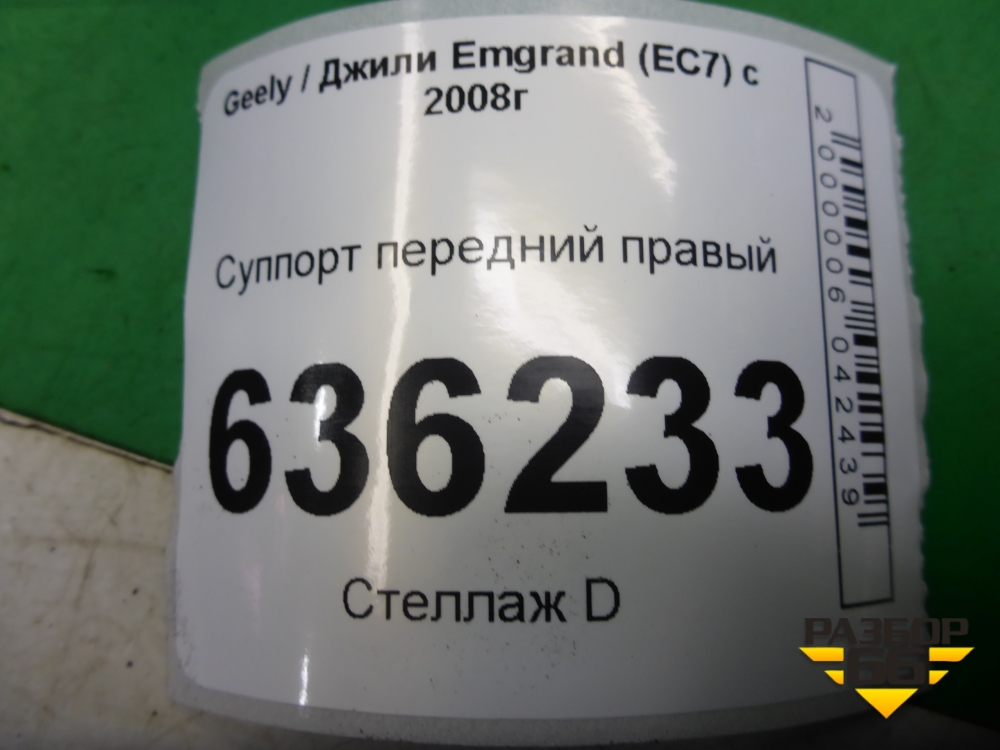 Geely / Джили Emgrand (EC7) с
2008г
Суппорт передний правый
636233
Стеллаж D
2000006042439
РАЗБОР
66